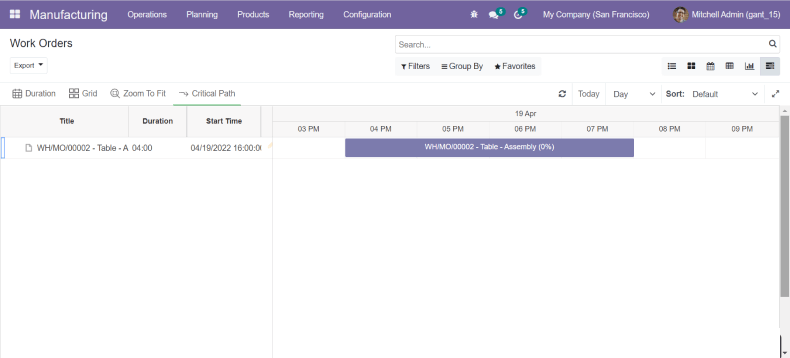 Manufacturing Operations Planning Products Reporting Configuration 5 5 My Company (San Francisco) Mitchell Admin (gant_15)
Work Orders
Search...
Export
Filters Group By Favorites
Duration Grid Zoom To Fit Critical Path Today Day Sort: Default
Title Duration Start Time
19 Apr
03 PM 04 PM 05 PM 06 PM 07 PM 08 PM 09 PM
WH/MO/00002 - Table - A 04:00 04/19/2022 16:00:0
WH/MO/00002 - Table - Assembly (0%)